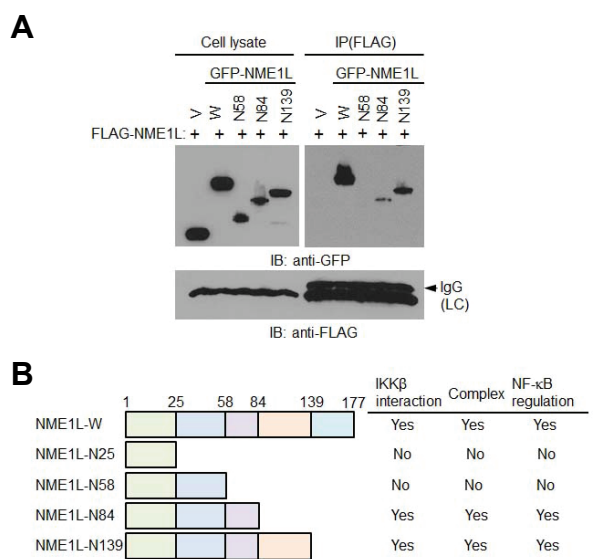 A
Cell lysate IP(FLAG)
GFP-NME1L GFP-NME1L
V W N58 N84 N139 V W N58 N84 N139
FLAG-NME1L: + + + + + + + + + +
IB: anti-GFP
IgG
(LC)
IB: anti-FLAG
B
IKKβ
interaction Complex NF-κB
regulation
1 25 58 84 139 177
NME1L-W Yes Yes Yes
NME1L-N25 No No No
NME1L-N58 No No No
NME1L-N84 Yes Yes Yes
NME1L-N139 Yes Yes Yes